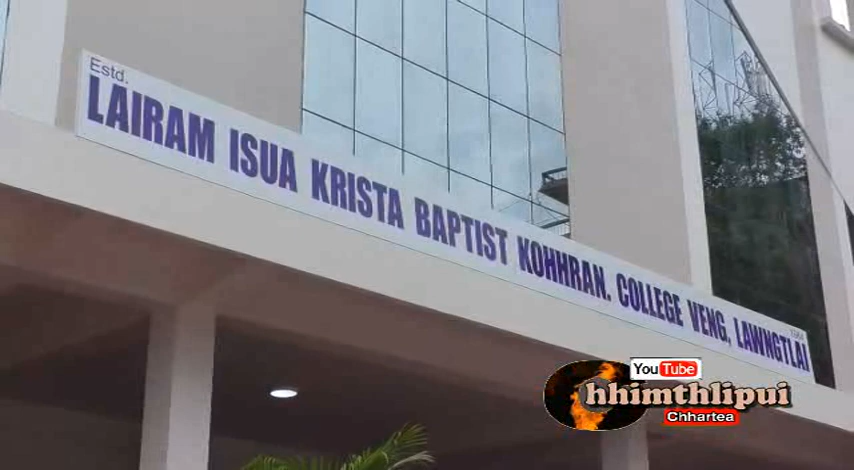 Estd.
LAIRAM ISUA KRISTA BAPTIST KOHHRAN. COLLEGE VENG, LAWNGTLAI
YouTube
hhimthlipui
Chhartea